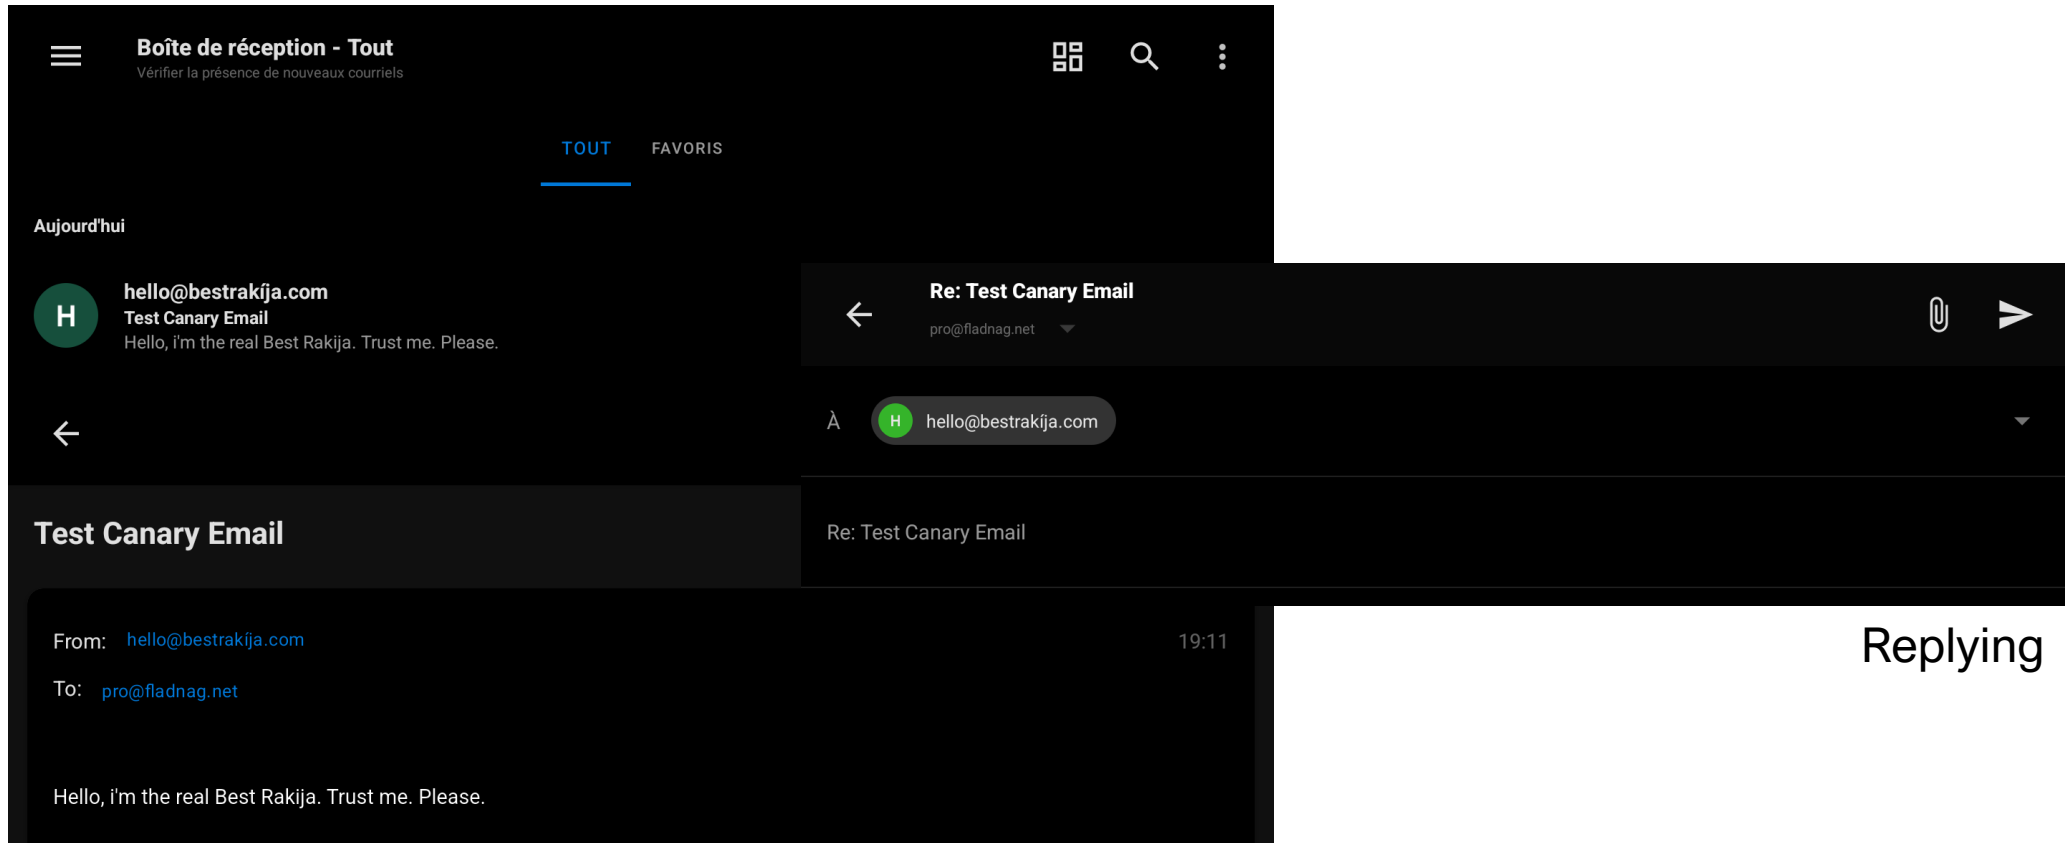 Boîte de réception - Tout
Vérifier la présence de nouveaux courriels
TOUT
FAVORIS
Aujourd'hui
H
hello@bestrakíja.com
Test Canary Email
Hello, i'm the real Best Rakija. Trust me. Please.
Re: Test Canary Email
pro@fladnag.net
À
H
hello@bestrakíja.com
Re: Test Canary Email
Test Canary Email
From: hello@bestrakíja.com
19:11
To: pro@fladnag.net
Hello, i'm the real Best Rakija. Trust me. Please.
Replying